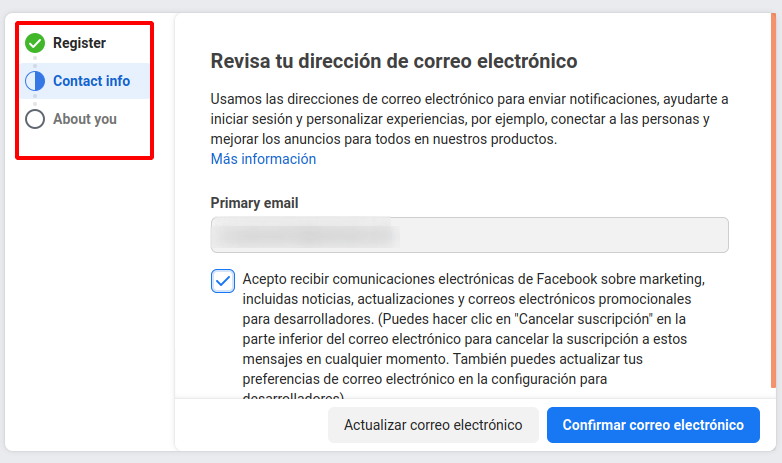 Register
Contact info
About you
Revisa tu dirección de correo electrónico
Usamos las direcciones de correo electrónico para enviar notificaciones, ayudarte a
iniciar sesión y personalizar experiencias, por ejemplo, conectar a las personas y
mejorar los anuncios para todos en nuestros productos.
Más información
Primary email
Acepto recibir comunicaciones electrónicas de Facebook sobre marketing,
incluidas noticias, actualizaciones y correos electrónicos promocionales
para desarrolladores. (Puedes hacer clic en "Cancelar suscripción" en la
parte inferior del correo electrónico para cancelar la suscripción a estos
mensajes en cualquier momento. También puedes actualizar tus
preferencias de correo electrónico en la configuración para
desarrolladores)
Actualizar correo electrónico
Confirmar correo electrónico